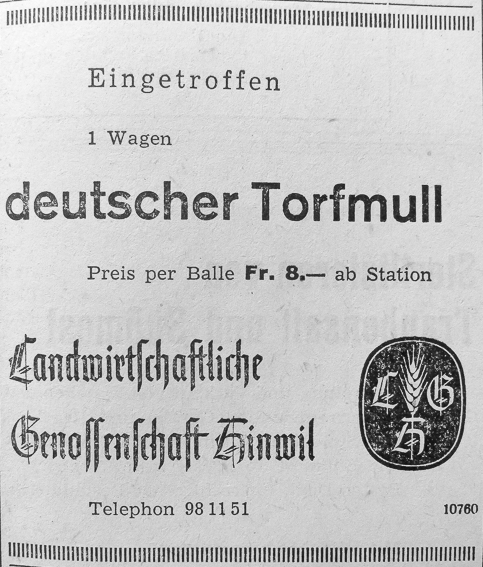 Eingetroffen
1 Wagen
deutscher Torfmull
Preis per Balle Fr. 8.— ab Station
Landwirtschaftliche
Genossenschaft Hinwil
L G
H
Telephon 98 11 51
10760